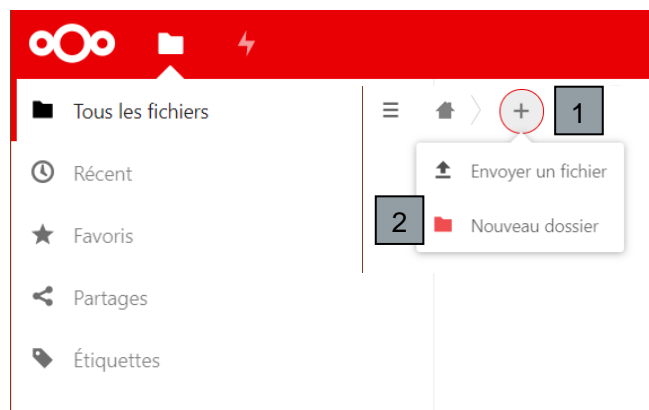 Tous les fichiers
1
Récent
Envoyer un fichier
2
Nouveau dossier
Favoris
Partages
Étiquettes